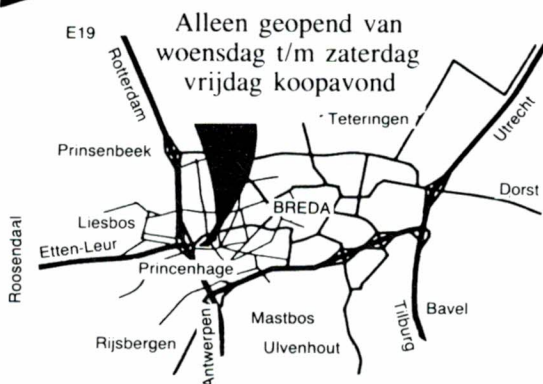 Alleen geopend van
woensdag t/m zaterdag
vrijdag koopavond
E19
Rotterdam
Teteringen
Utrecht
Prinsenbeek
Dorst
BREDA
Liesbos
Etten-Leur
Roosendaal
Princenhage
Mastbos
Bavel
Tilburg
Rijsbergen
Antwerpen
Ulvenhout